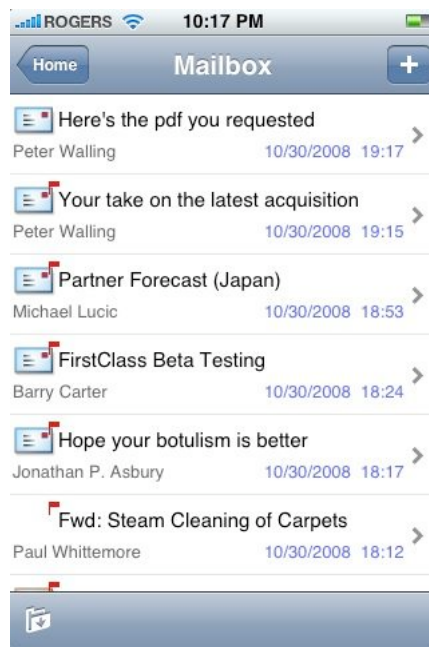 ROGERS 10:17 PM
Home Mailbox +
Here's the pdf you requested
Peter Walling 10/30/2008 19:17
Your take on the latest acquisition
Peter Walling 10/30/2008 19:15
Partner Forecast (Japan)
Michael Lucic 10/30/2008 18:53
FirstClass Beta Testing
Barry Carter 10/30/2008 18:24
Hope your botulism is better
Jonathan P. Asbury 10/30/2008 18:17
Fwd: Steam Cleaning of Carpets
Paul Whittemore 10/30/2008 18:12